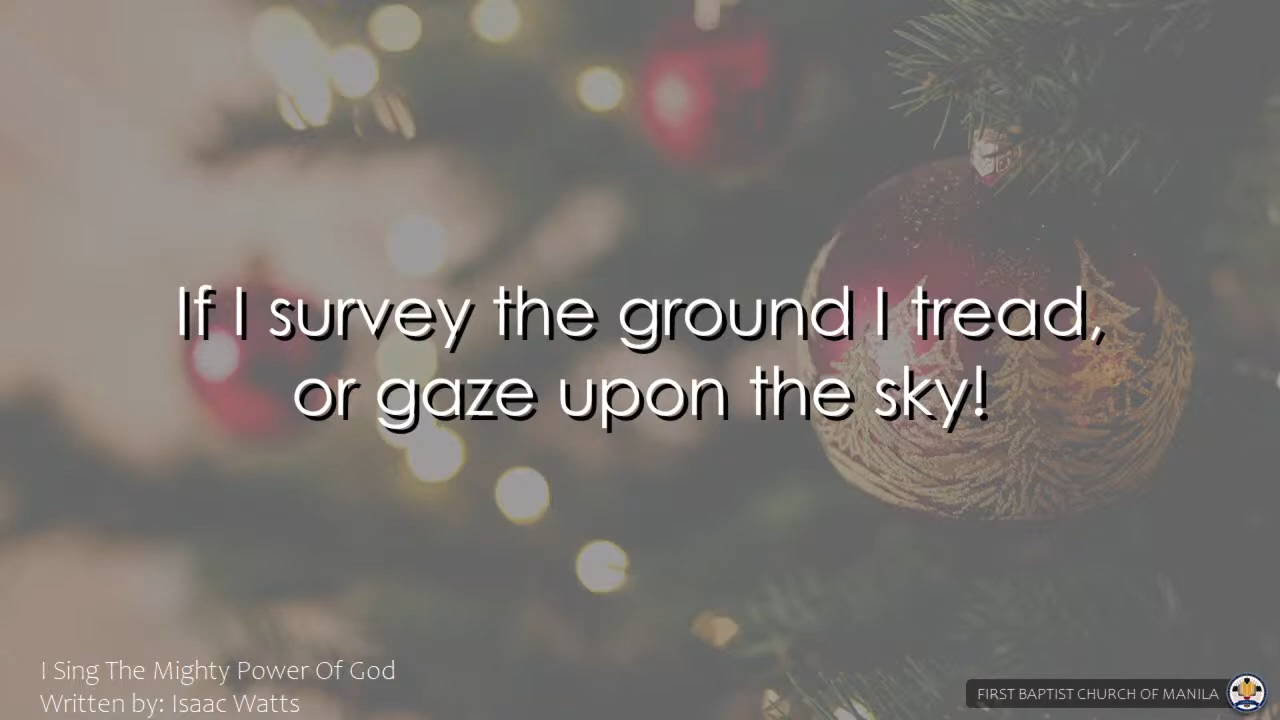 If I survey the ground I tread,
or gaze upon the sky!
I Sing The Mighty Power Of God
Written by: Isaac Watts
FIRST BAPTIST CHURCH OF MANILA